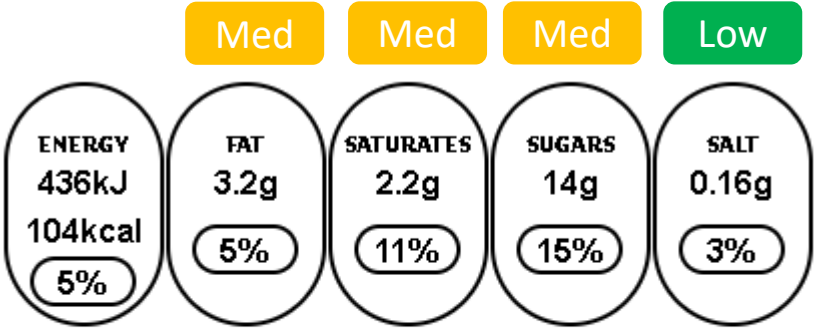 Med Med Med Low
ENERGY FAT SATURATES SUGARS SALT
436kJ 3.2g 2.2g 14g 0.16g
104kcal
5% 11% 15% 3%
5%